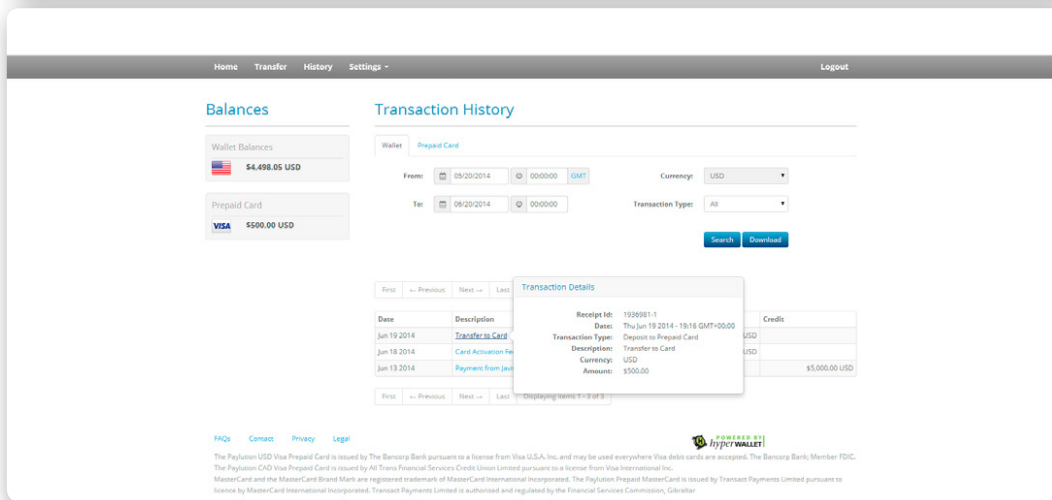 Home Transfer History Settings Logout
Balances
Wallet Balances
$4,498.05 USD
Prepaid Card
VISA $500.00 USD
Transaction History
Wallet Prepaid Card
From: 05/20/2014 00:00:00 GMT Currency: USD
To: 06/20/2014 00:00:00 Transaction Type: All
Search Download
First ← Previous Next → Last
Transaction Details
Receipt Id: 1936981-1
Date: Thu Jun 19 2014 - 19:16 GMT+00:00
Transaction Type: Deposit to Prepaid Card
Description: Transfer to Card
Currency: USD
Amount: $500.00
Date Description Credit
Jun 19 2014 Transfer to Card USD
Jun 18 2014 Card Activation Fee USD
Jun 13 2014 Payment from $5,000.00 USD
First ← Previous Next → Last Displaying items 1 - 3 of 3
FAQs Contact Privacy Legal
POWERED BY
hyperWALLET
The Paylution USD Visa Prepaid Card is issued by The Bancorp Bank pursuant to a license from Visa U.S.A. Inc. and may be used everywhere Visa debit cards are accepted. The Bancorp Bank; Member FDIC.
The Paylution CAD Visa Prepaid Card is issued by All Trans Financial Services Credit Union Limited pursuant to a license from Visa International Inc.
MasterCard and the MasterCard Brand Mark are registered trademark of MasterCard International Incorporated. The Paylution Prepaid MasterCard is issued by Transact Payments Limited pursuant to
licence by MasterCard International Incorporated. Transact Payments Limited is authorised and regulated by the Financial Services Commission, Gibraltar